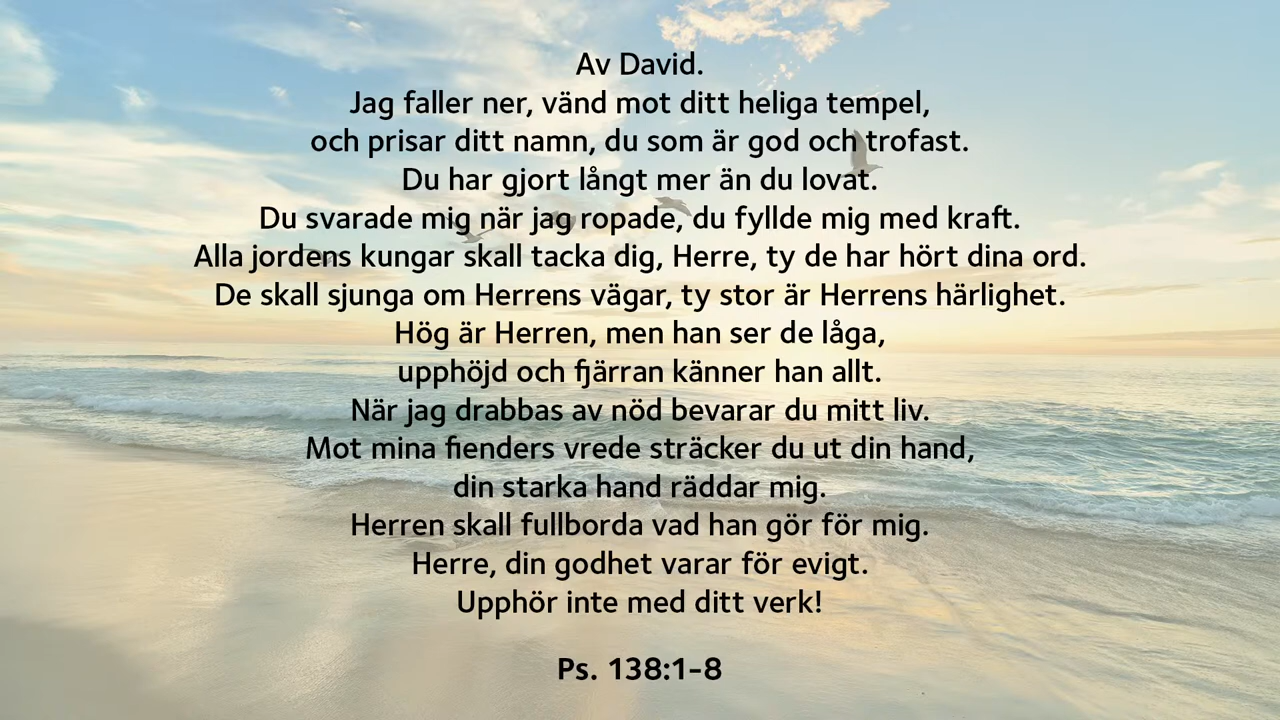 Av David.
Jag faller ner, vänd mot ditt heliga tempel,
och prisar ditt namn, du som är god och trofast.
Du har gjort långt mer än du lovat.
Du svarade mig när jag ropade, du fyllde mig med kraft.
Alla jordens kungar skall tacka dig, Herre, ty de har hört dina ord.
De skall sjunga om Herrens vägar, ty stor är Herrens härlighet.
Hög är Herren, men han ser de låga,
upphöjd och fjärran känner han allt.
När jag drabbas av nöd bevarar du mitt liv.
Mot mina fienders vrede sträcker du ut din hand,
din starka hand räddar mig.
Herren skall fullborda vad han gör för mig.
Herre, din godhet varar för evigt.
Upphör inte med ditt verk!
Ps. 138:1-8